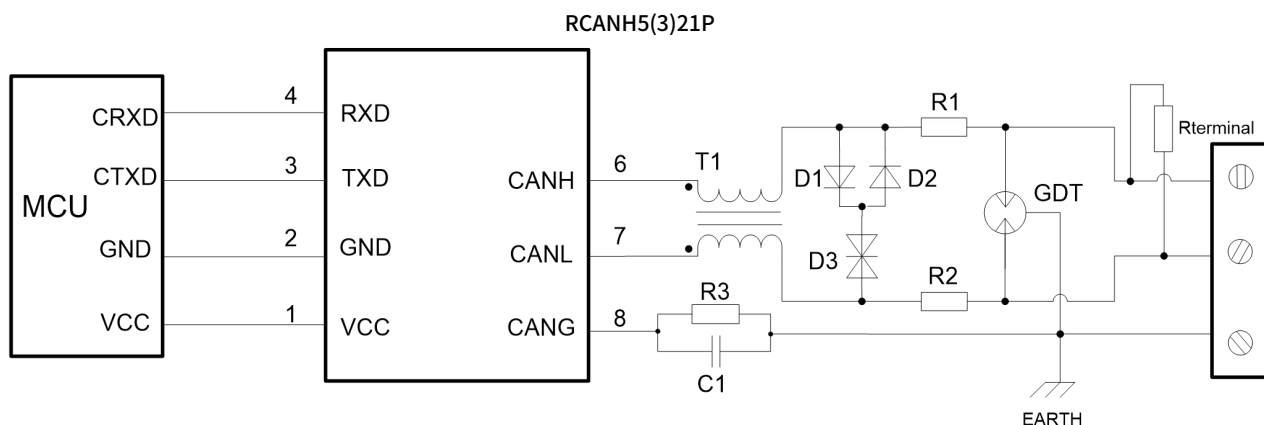 RCANH5(3)21P
MCU
CRXD
CTXD
GND
VCC
4
3
2
1
RXD
TXD
GND
VCC
CANH
CANL
CANG
6
7
8
T1
D1
D2
D3
R1
R2
R3
C1
GDT
Rterminal
EARTH